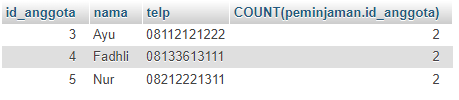 id_anggota nama telp COUNT(peminjaman.id_anggota)
3 Ayu 08112121222 2
4 Fadhli 08133613111 2
5 Nur 08212221311 2